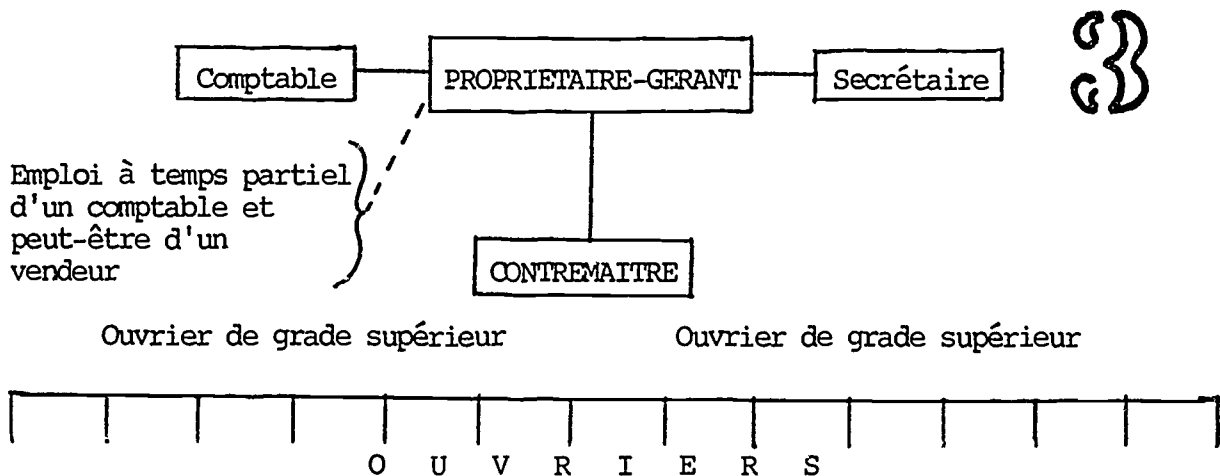 3
Comptable PROPRIETAIRE-GERANT Secrétaire
Emploi à temps partiel
d'un comptable et
peut-être d'un
vendeur
CONTREMAITRE
Ouvrier de grade supérieur Ouvrier de grade supérieur
O U V R I E R S